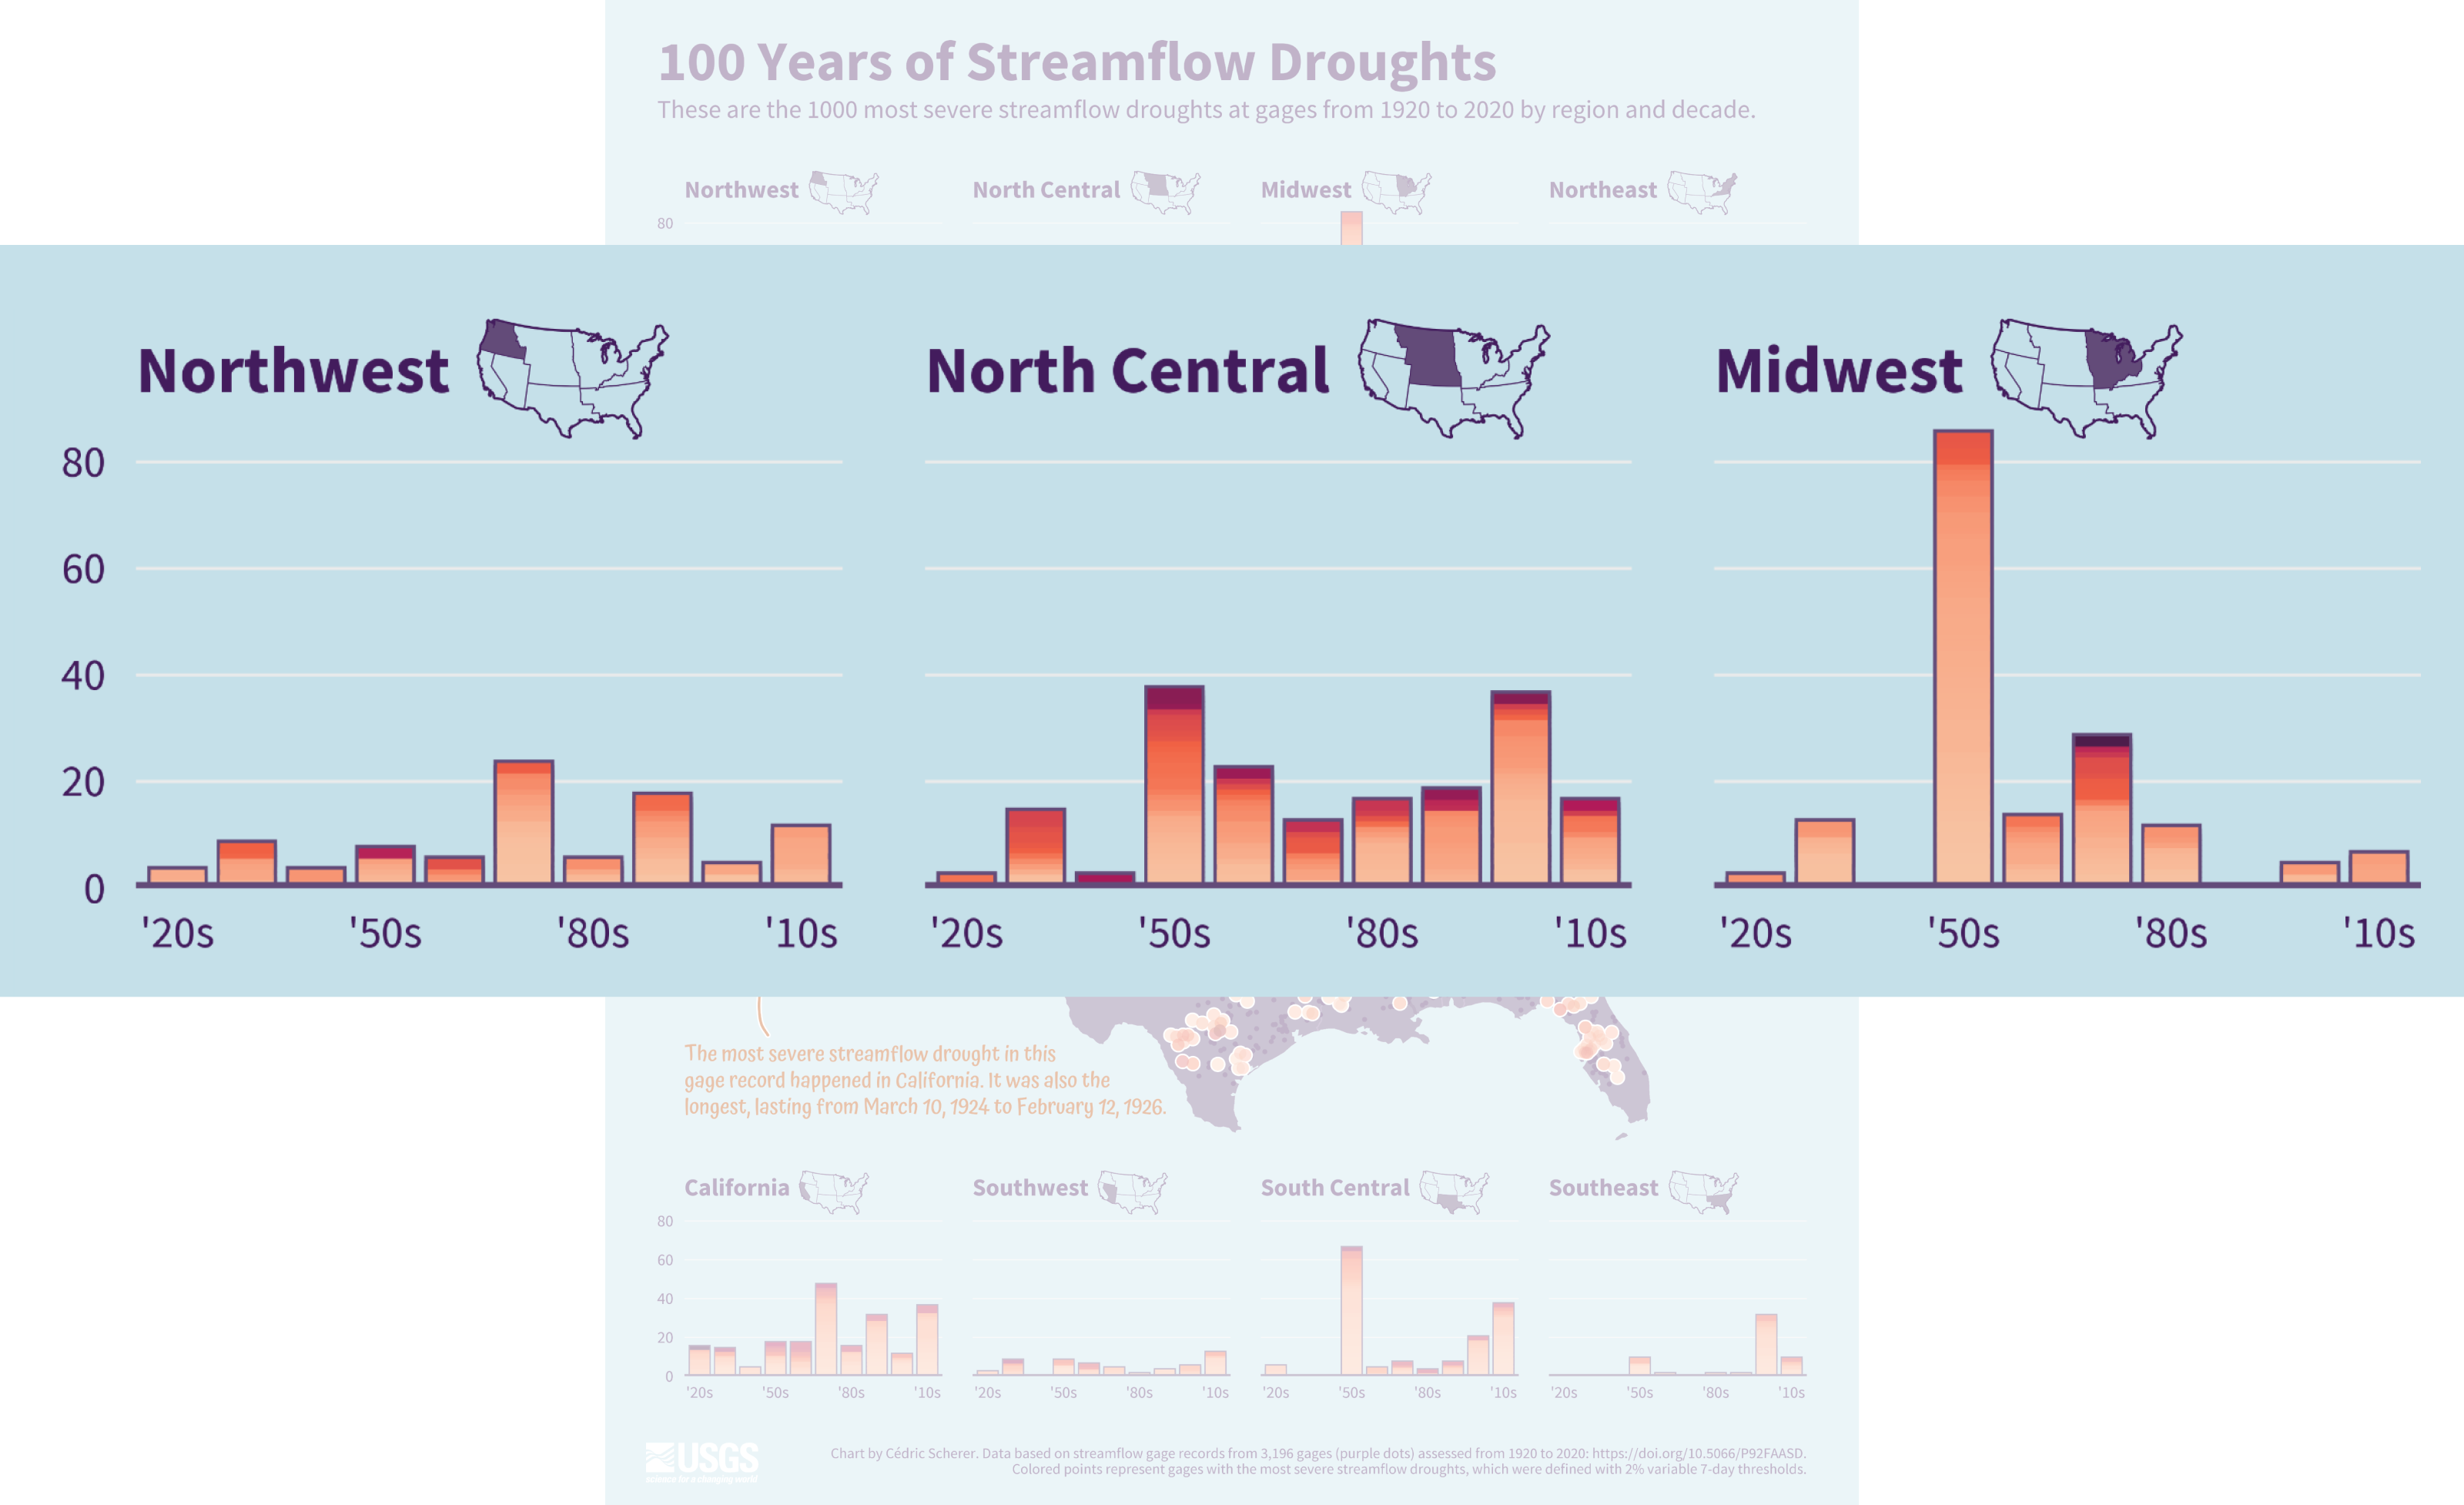 100 Years of Streamflow Droughts
These are the 1000 most severe streamflow droughts at gages from 1920 to 2020 by region and decade.
Northwest North Central Midwest Northeast
80
Northwest North Central Midwest
80
60
40
20
0
'20s '50s '80s '10s '20s '50s '80s '10s '20s '50s '80s '10s
The most severe streamflow drought in this
gage record happened in California. It was also the
longest, lasting from March 10, 1924 to February 12, 1926.
California Southwest South Central Southeast
80
60
40
20
0
'20s '50s '80s '10s '20s '50s '80s '10s '20s '50s '80s '10s '20s '50s '80s '10s
USGS
science for a changing world
Chart by Cédric Scherer. Data based on streamflow gage records from 3,196 gages (purple dots) assessed from 1920 to 2020: https://doi.org/10.5066/P92FAASD.
Colored points represent gages with the most severe streamflow droughts, which were defined with 2% variable 7-day thresholds.